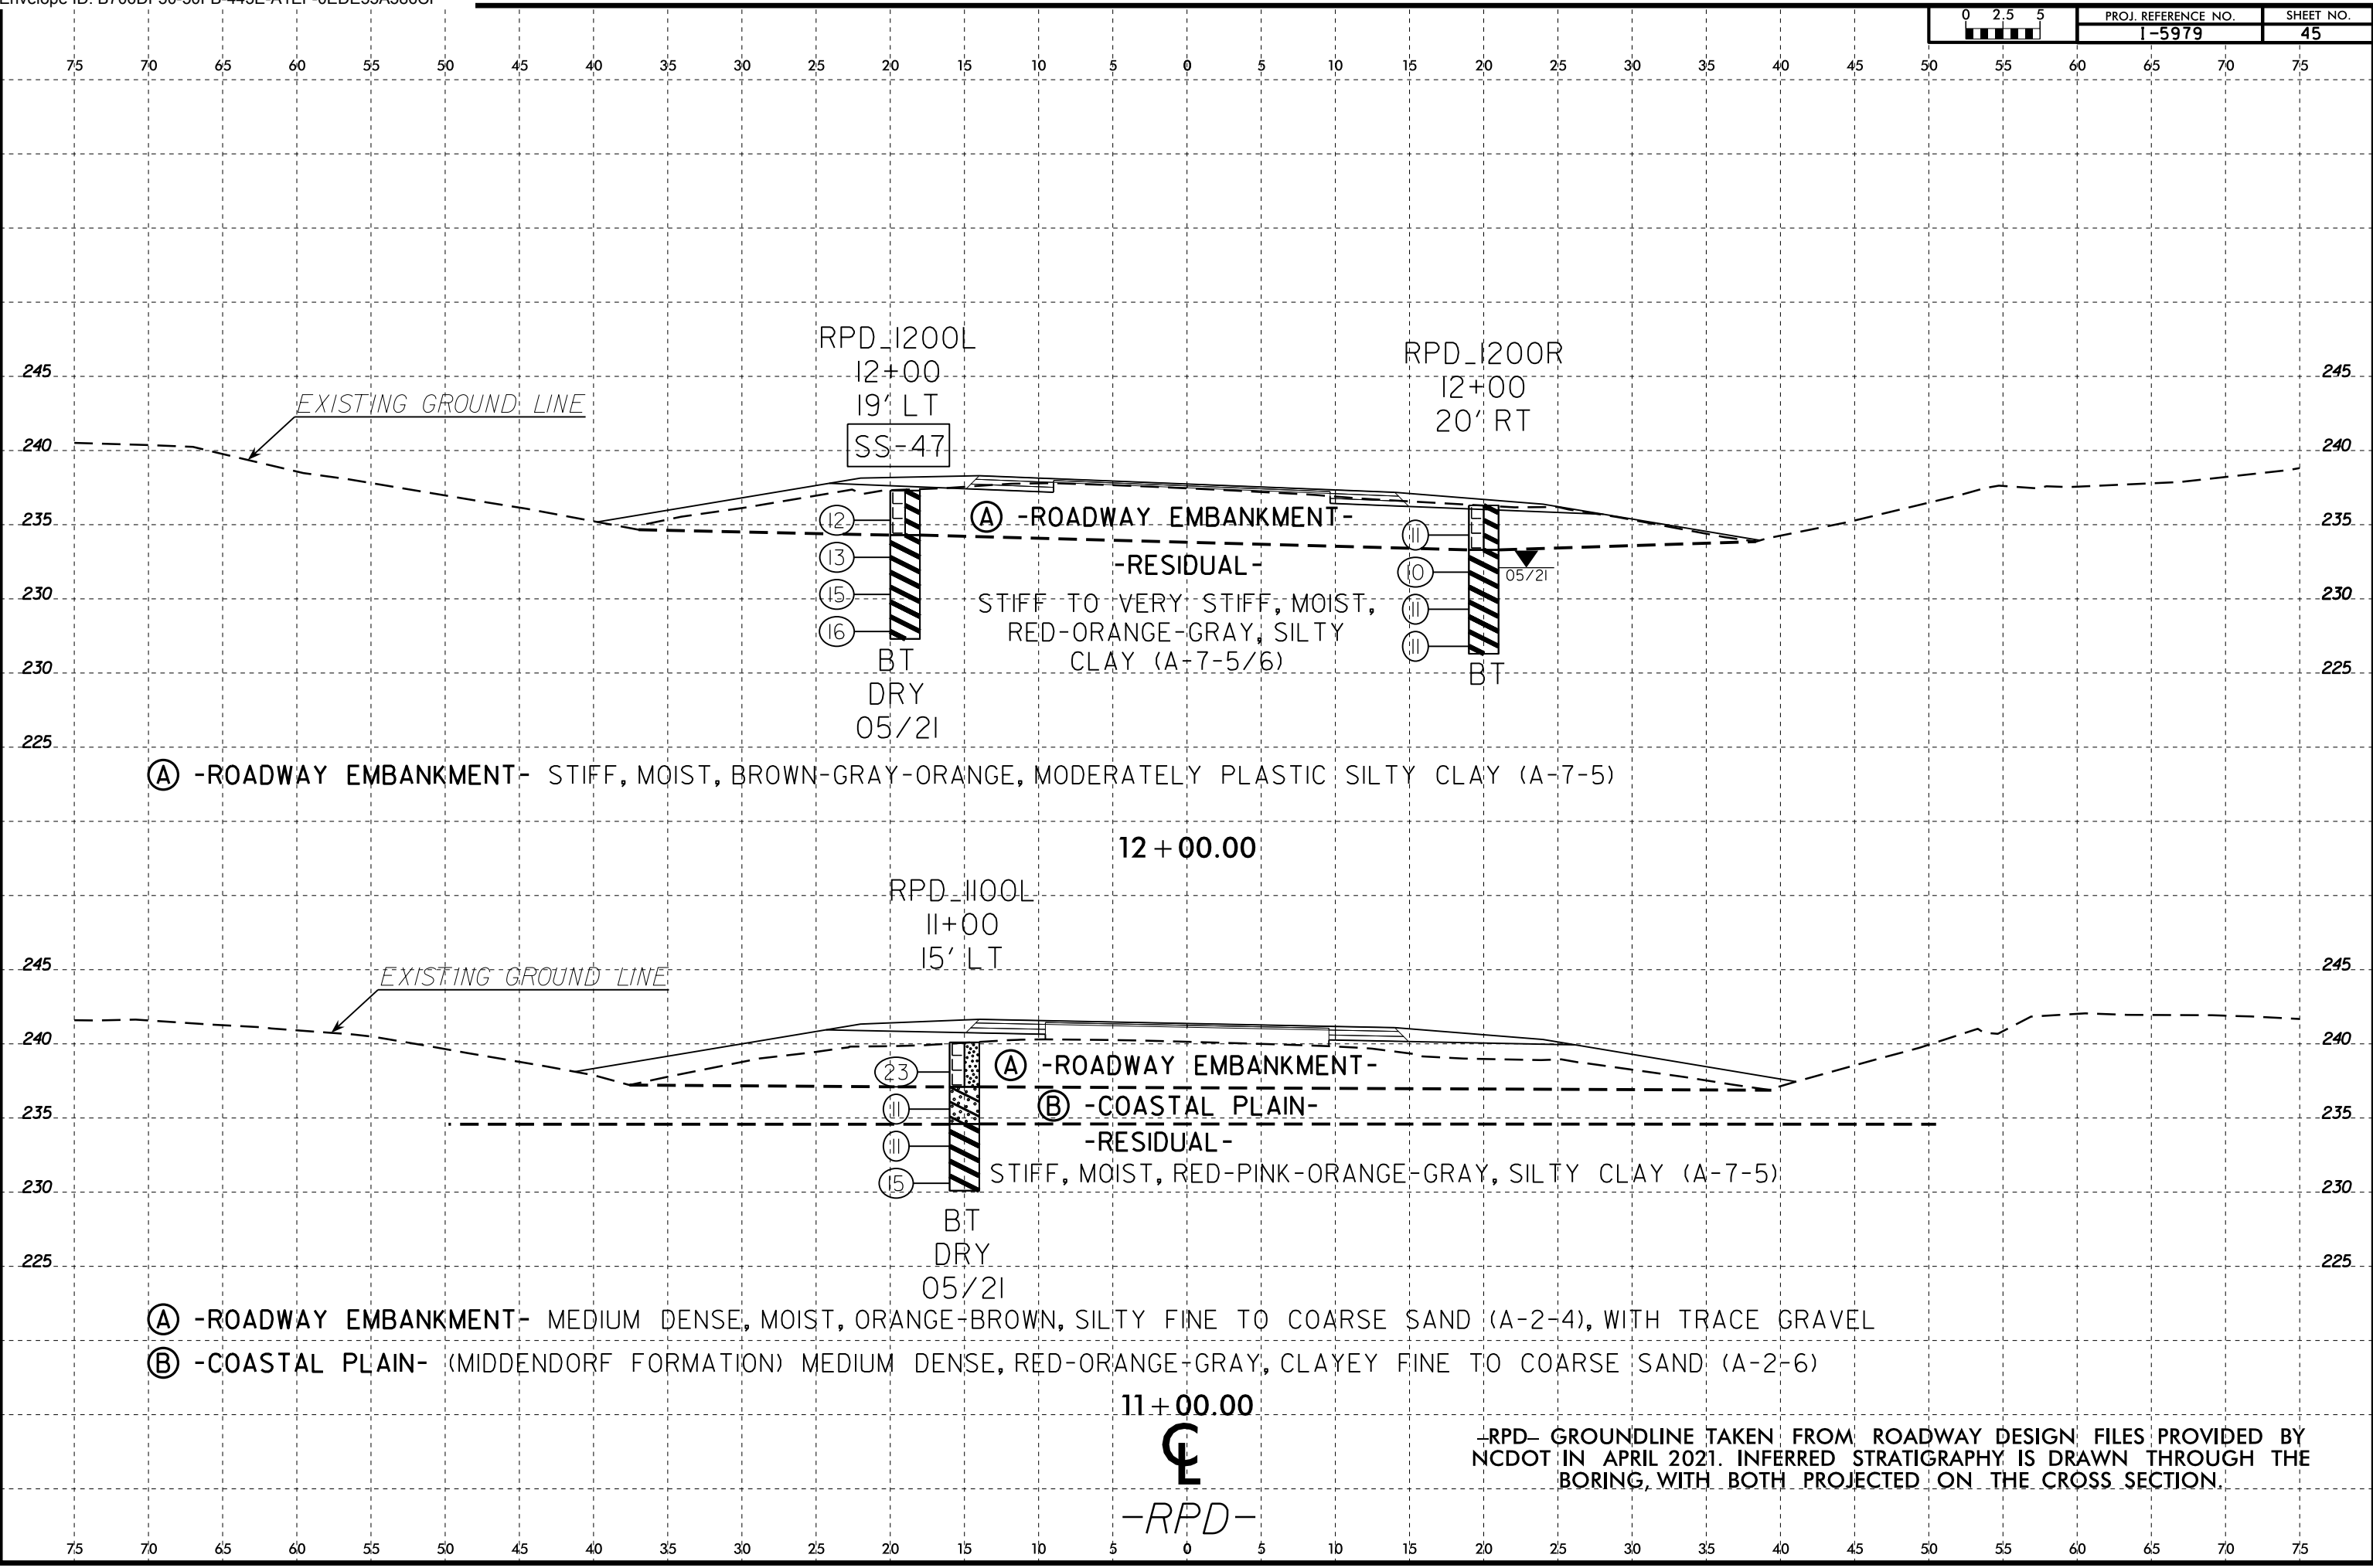 0 2.5 5
PROJ. REFERENCE NO.
SHEET NO.
I-5979
45
75 70 65 60 55 50 45 40 35 30 25 20 15 10 5 0 5 10 15 20 25 30 35 40 45 50 55 60 65 70 75
RPD_1200L
12+00
19' LT
SS-47
RPD_1200R
12+00
20' RT
245
245
EXISTING GROUND LINE
240
240
235
235
12
13
15
16
A -ROADWAY EMBANKMENT-
-RESIDUAL-
STIFF TO VERY STIFF, MOIST,
RED-ORANGE-GRAY, SILTY
CLAY (A-7-5/6)
11
10
11
11
05/21
230
230
230
225
BT
DRY
05/21
BT
225
A -ROADWAY EMBANKMENT- STIFF, MOIST, BROWN-GRAY-ORANGE, MODERATELY PLASTIC SILTY CLAY (A-7-5)
12+00.00
RPD_1100L
11+00
15' LT
245
245
EXISTING GROUND LINE
240
240
23
11
11
15
A -ROADWAY EMBANKMENT-
B -COASTAL PLAIN-
235
235
-RESIDUAL-
STIFF, MOIST, RED-PINK-ORANGE-GRAY, SILTY CLAY (A-7-5)
230
230
BT
DRY
05/21
225
225
A -ROADWAY EMBANKMENT- MEDIUM DENSE, MOIST, ORANGE-BROWN, SILTY FINE TO COARSE SAND (A-2-4), WITH TRACE GRAVEL
B -COASTAL PLAIN- (MIDDENDORF FORMATION) MEDIUM DENSE, RED-ORANGE-GRAY, CLAYEY FINE TO COARSE SAND (A-2-6)
11+00.00
CL
-RPD-
-RPD- GROUNDLINE TAKEN FROM ROADWAY DESIGN FILES PROVIDED BY
NCDOT IN APRIL 2021. INFERRED STRATIGRAPHY IS DRAWN THROUGH THE
BORING, WITH BOTH PROJECTED ON THE CROSS SECTION.
75 70 65 60 55 50 45 40 35 30 25 20 15 10 5 0 5 10 15 20 25 30 35 40 45 50 55 60 65 70 75